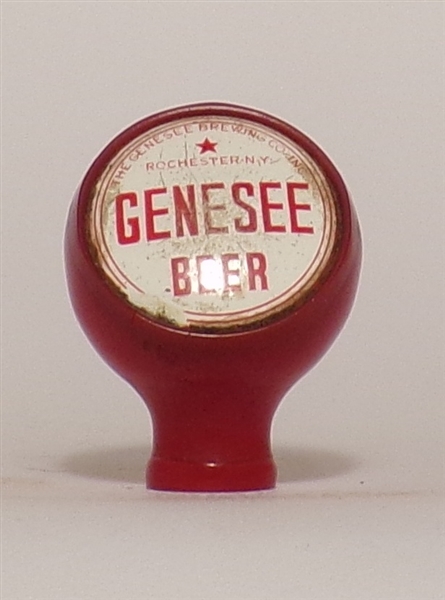 THE GENESEE BREWING CO. INC.
ROCHESTER N.Y.
GENESEE
BEER